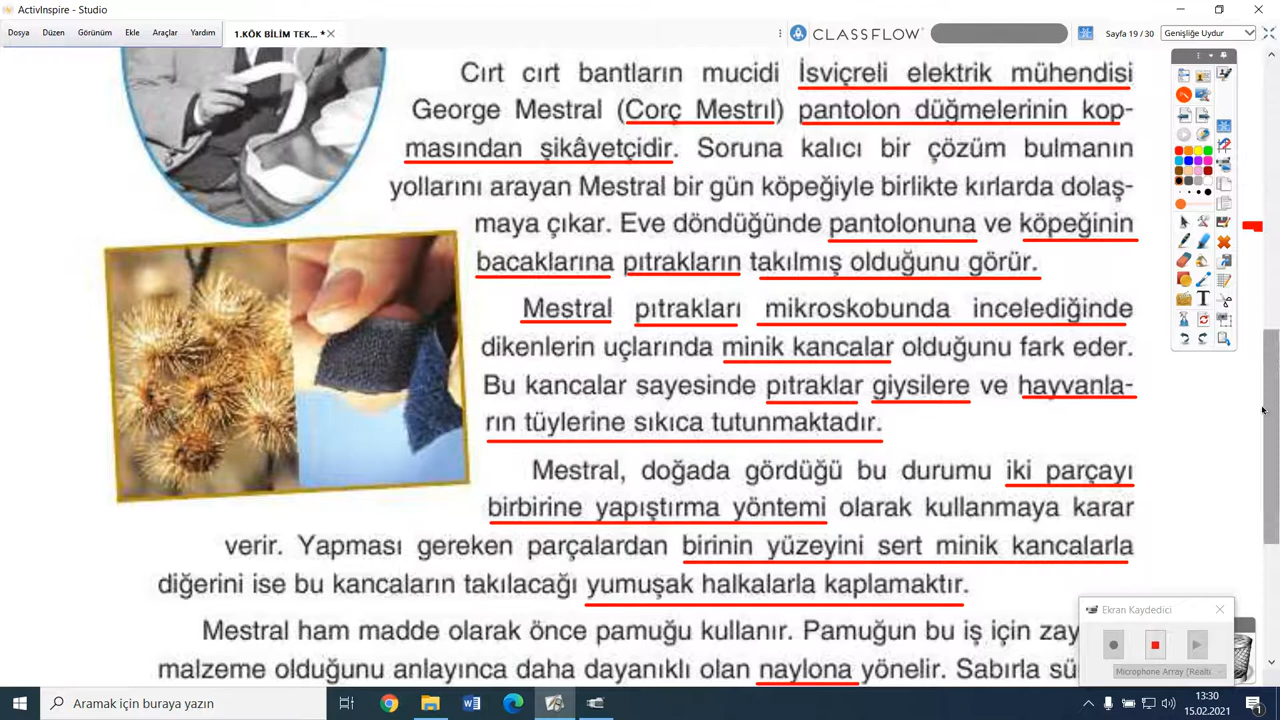 ActivInspire - Studio
Dosya Düzen Görünüm Ekle Araçlar Yardım
1.KÖK BİLİM TEK... *
CLASSFLOW
Sayfa 19 / 30
Genişliğe Uydur
Cırt cırt bantların mucidi İsviçreli elektrik mühendisi
George Mestral (Corç Mestrıl) pantolon düğmelerinin kop-
masından şikâyetçidir. Soruna kalıcı bir çözüm bulmanın
yollarını arayan Mestral bir gün köpeğiyle birlikte kırlarda dolaş-
maya çıkar. Eve döndüğünde pantolonuna ve köpeğinin
bacaklarına pıtrakların takılmış olduğunu görür.
Mestral pıtrakları mikroskobunda incelediğinde
dikenlerin uçlarında minik kancalar olduğunu fark eder.
Bu kancalar sayesinde pıtraklar giysilere ve hayvanla-
rın tüylerine sıkıca tutunmaktadır.
Mestral, doğada gördüğü bu durumu iki parçayı
birbirine yapıştırma yöntemi olarak kullanmaya karar
verir. Yapması gereken parçalardan birinin yüzeyini sert minik kancalarla
diğerini ise bu kancaların takılacağı yumuşak halkalarla kaplamaktır.
Mestral ham madde olarak önce pamuğu kullanır. Pamuğun bu iş için zay
malzeme olduğunu anlayınca daha dayanıklı olan naylona yönelir. Sabırla sü
Ekran Kaydedici
Microphone Array [Realt
Aramak için buraya yazın
13:30
15.02.2021